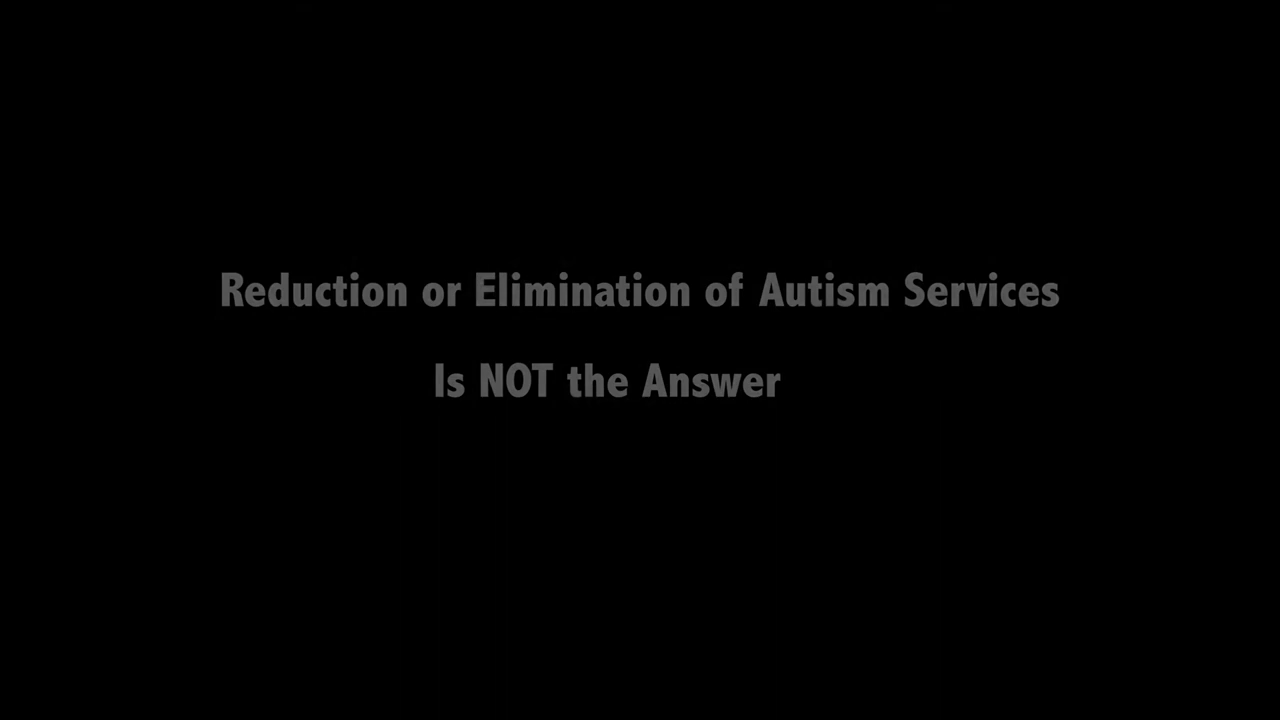 Reduction or Elimination of Autism Services
Is NOT the Answer